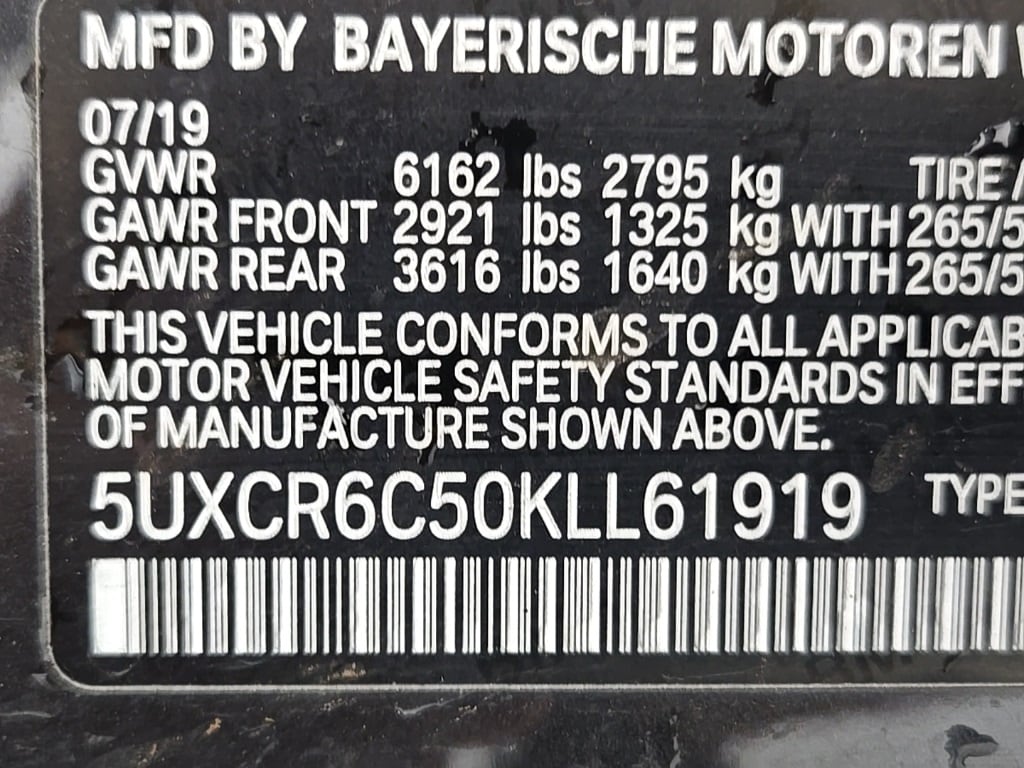 MFD BY BAYERISCHE MOTOREN
07/19
GVWR 6162 lbs 2795 kg TIRE /
GAWR FRONT 2921 lbs 1325 kg WITH 265/5
GAWR REAR 3616 lbs 1640 kg WITH 265/5
THIS VEHICLE CONFORMS TO ALL APPLICAB
MOTOR VEHICLE SAFETY STANDARDS IN EFF
OF MANUFACTURE SHOWN ABOVE.
5UXCR6C50KLL61919 TYPE